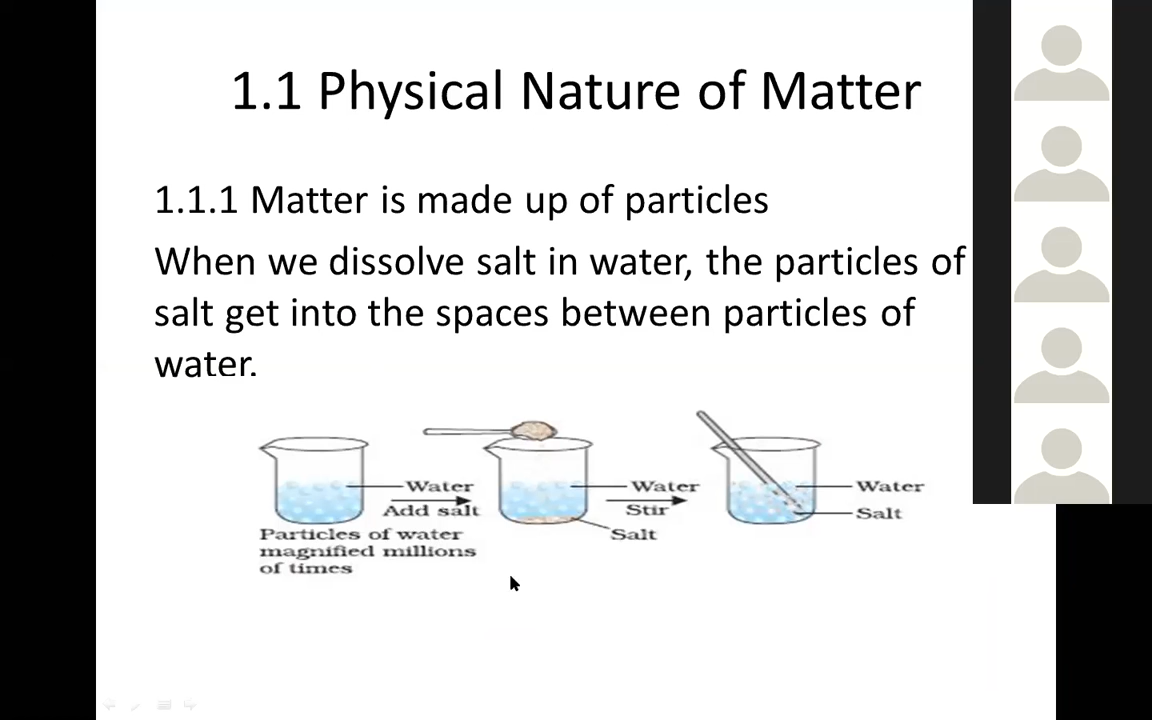 1.1 Physical Nature of Matter
1.1.1 Matter is made up of particles
When we dissolve salt in water, the particles of
salt get into the spaces between particles of
water.
Water
Add salt
Particles of water
magnified millions
of times
Water
Stir
Salt
Water
Salt